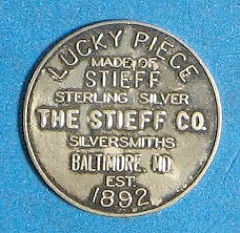 LUCKY PIECE
MADE OF
STIEFF
STERLING SILVER
THE STIEFF CO.
SILVERSMITHS
BALTIMORE, MD.
EST.
1892